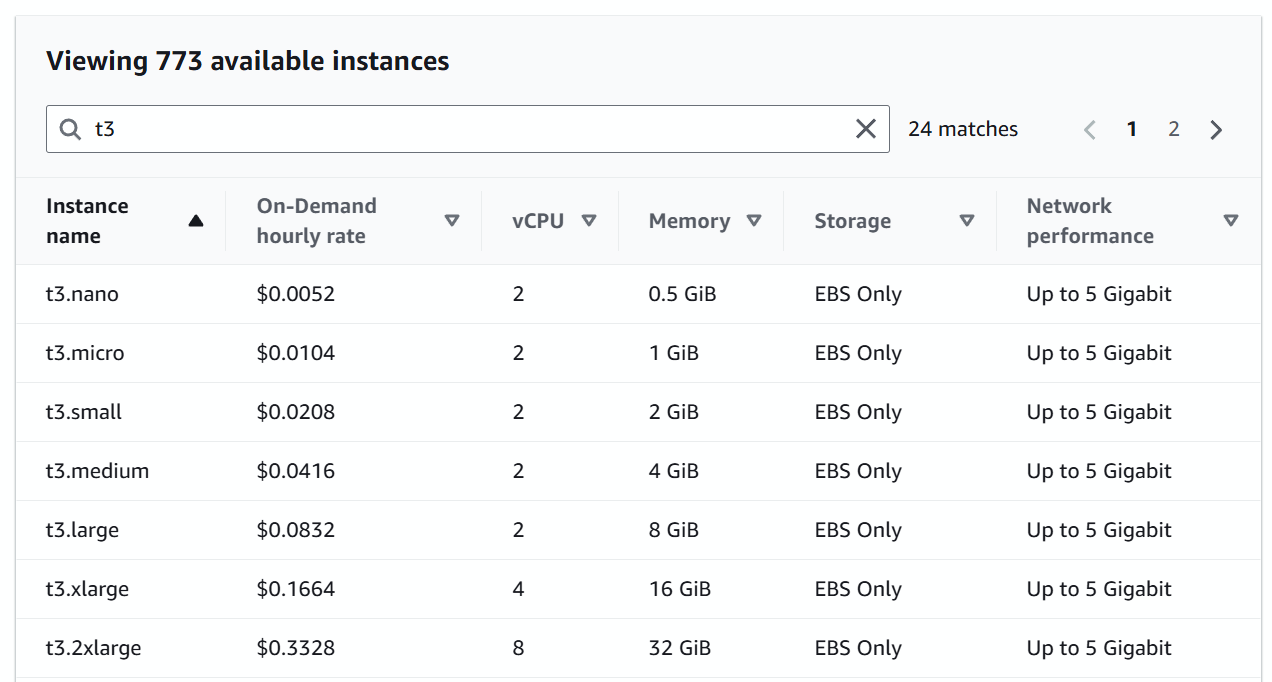 Viewing 773 available instances
t3 24 matches 1 2
Instance name On-Demand hourly rate vCPU Memory Storage Network performance
t3.nano $0.0052 2 0.5 GiB EBS Only Up to 5 Gigabit
t3.micro $0.0104 2 1 GiB EBS Only Up to 5 Gigabit
t3.small $0.0208 2 2 GiB EBS Only Up to 5 Gigabit
t3.medium $0.0416 2 4 GiB EBS Only Up to 5 Gigabit
t3.large $0.0832 2 8 GiB EBS Only Up to 5 Gigabit
t3.xlarge $0.1664 4 16 GiB EBS Only Up to 5 Gigabit
t3.2xlarge $0.3328 8 32 GiB EBS Only Up to 5 Gigabit